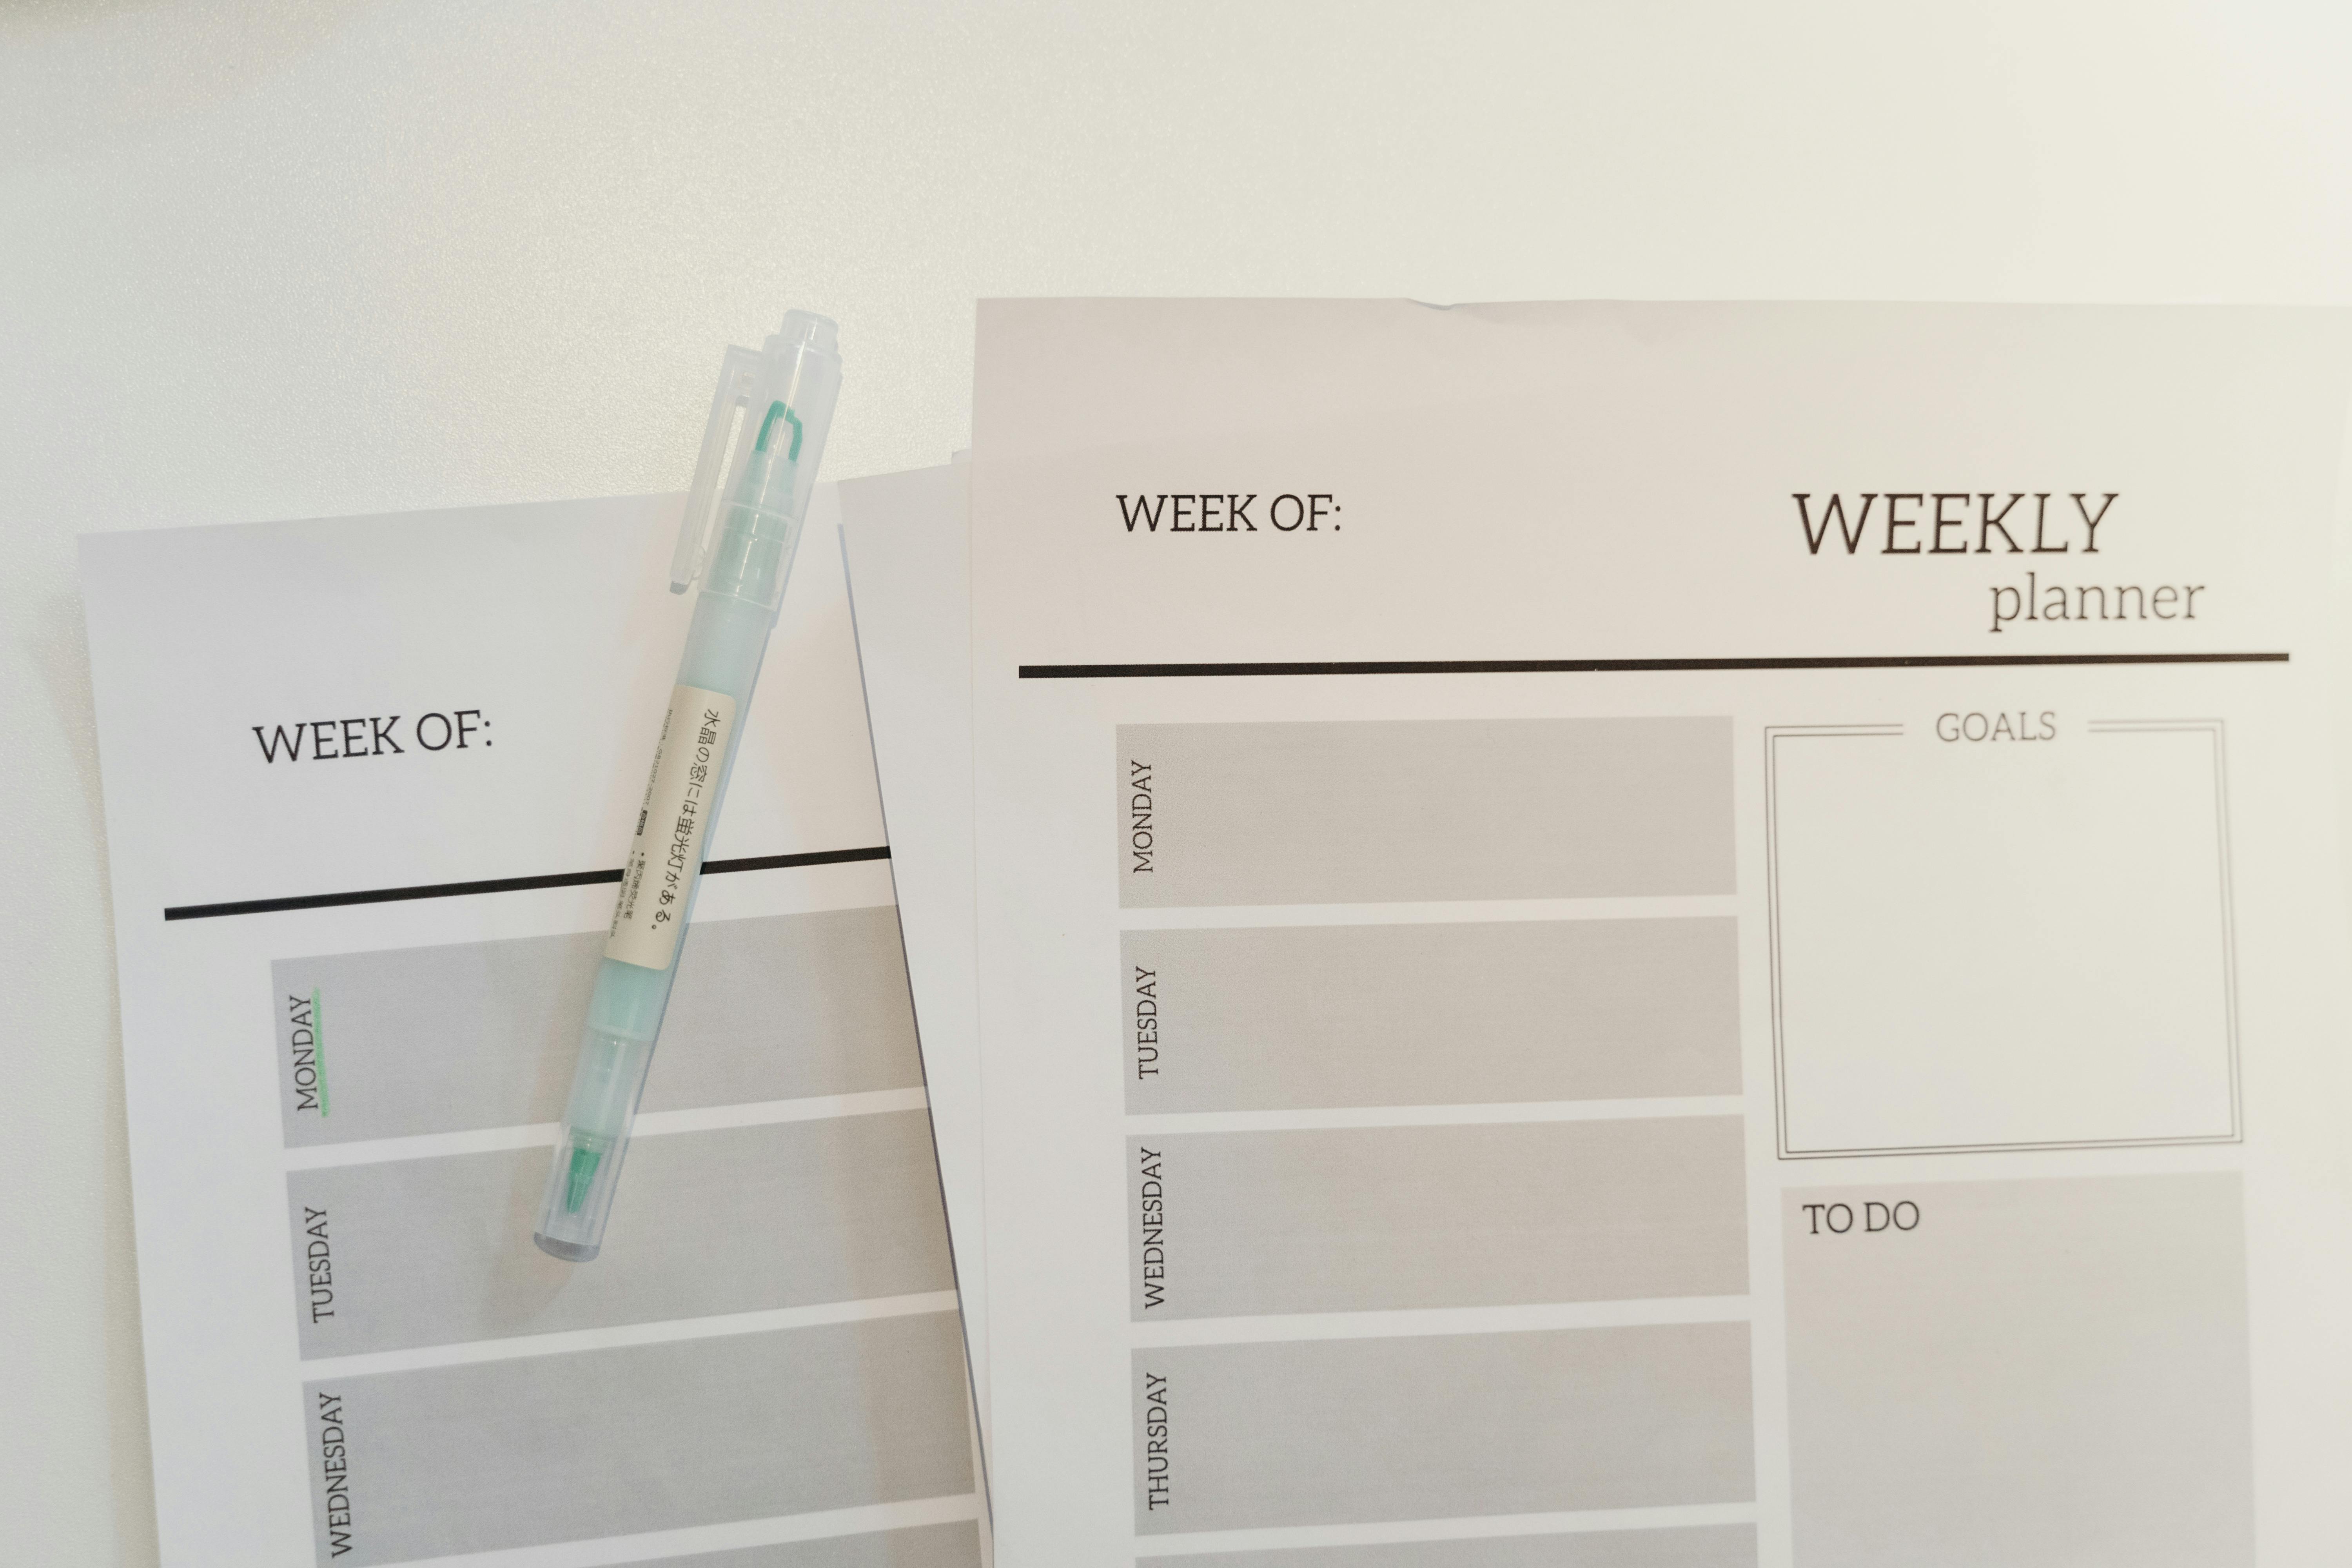 WEEK OF:
MONDAY
TUESDAY
WEDNESDAY
水晶の恋には蛍光灯がある。
WEEK OF:
WEEKLY
planner
MONDAY
TUESDAY
WEDNESDAY
THURSDAY
GOALS
TO DO